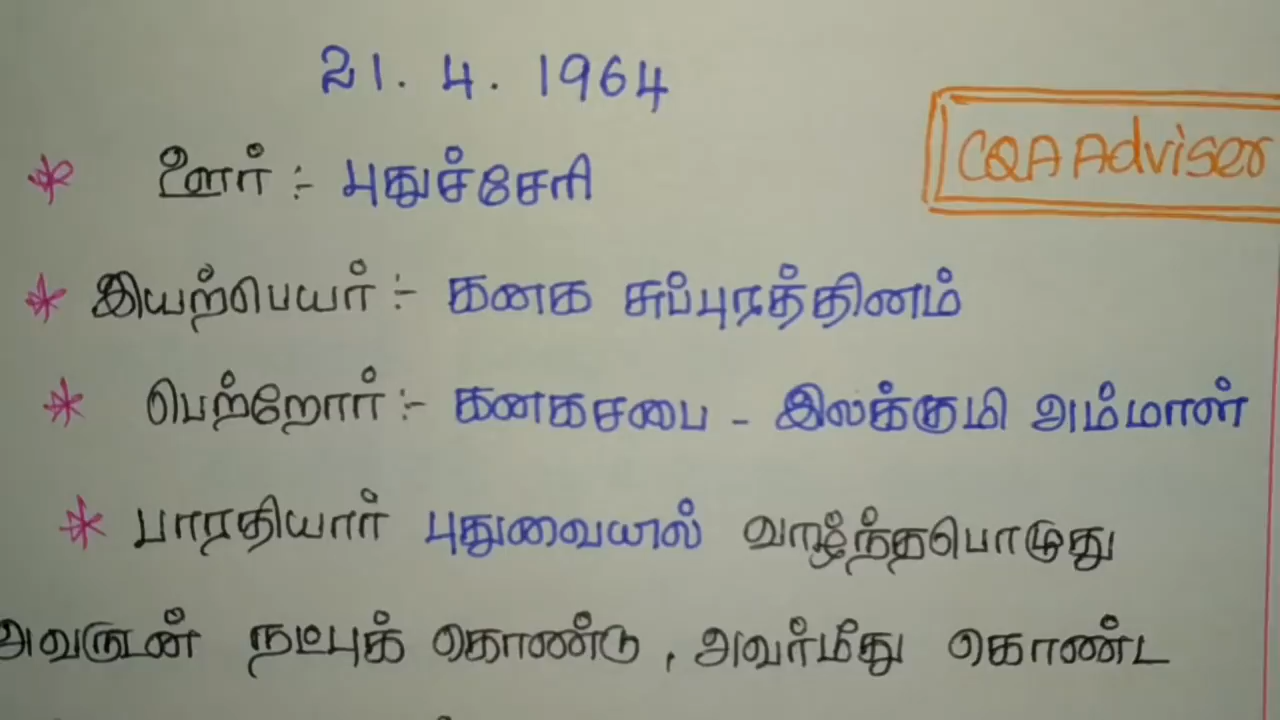 21. 4. 1964
CQA Adviser
* ஊர் :- புதுச்சேரி
* இயற்பெயர் :- கனக சுப்புரத்தினம்
* பெற்றோர் :- கனகசபை - இலக்குமி அம்மாள்
* பாரதியார் புதுவையில் வாழ்ந்தபொழுது
அவருடன் நட்புக் கொண்டு, அவர்மீது கொண்ட